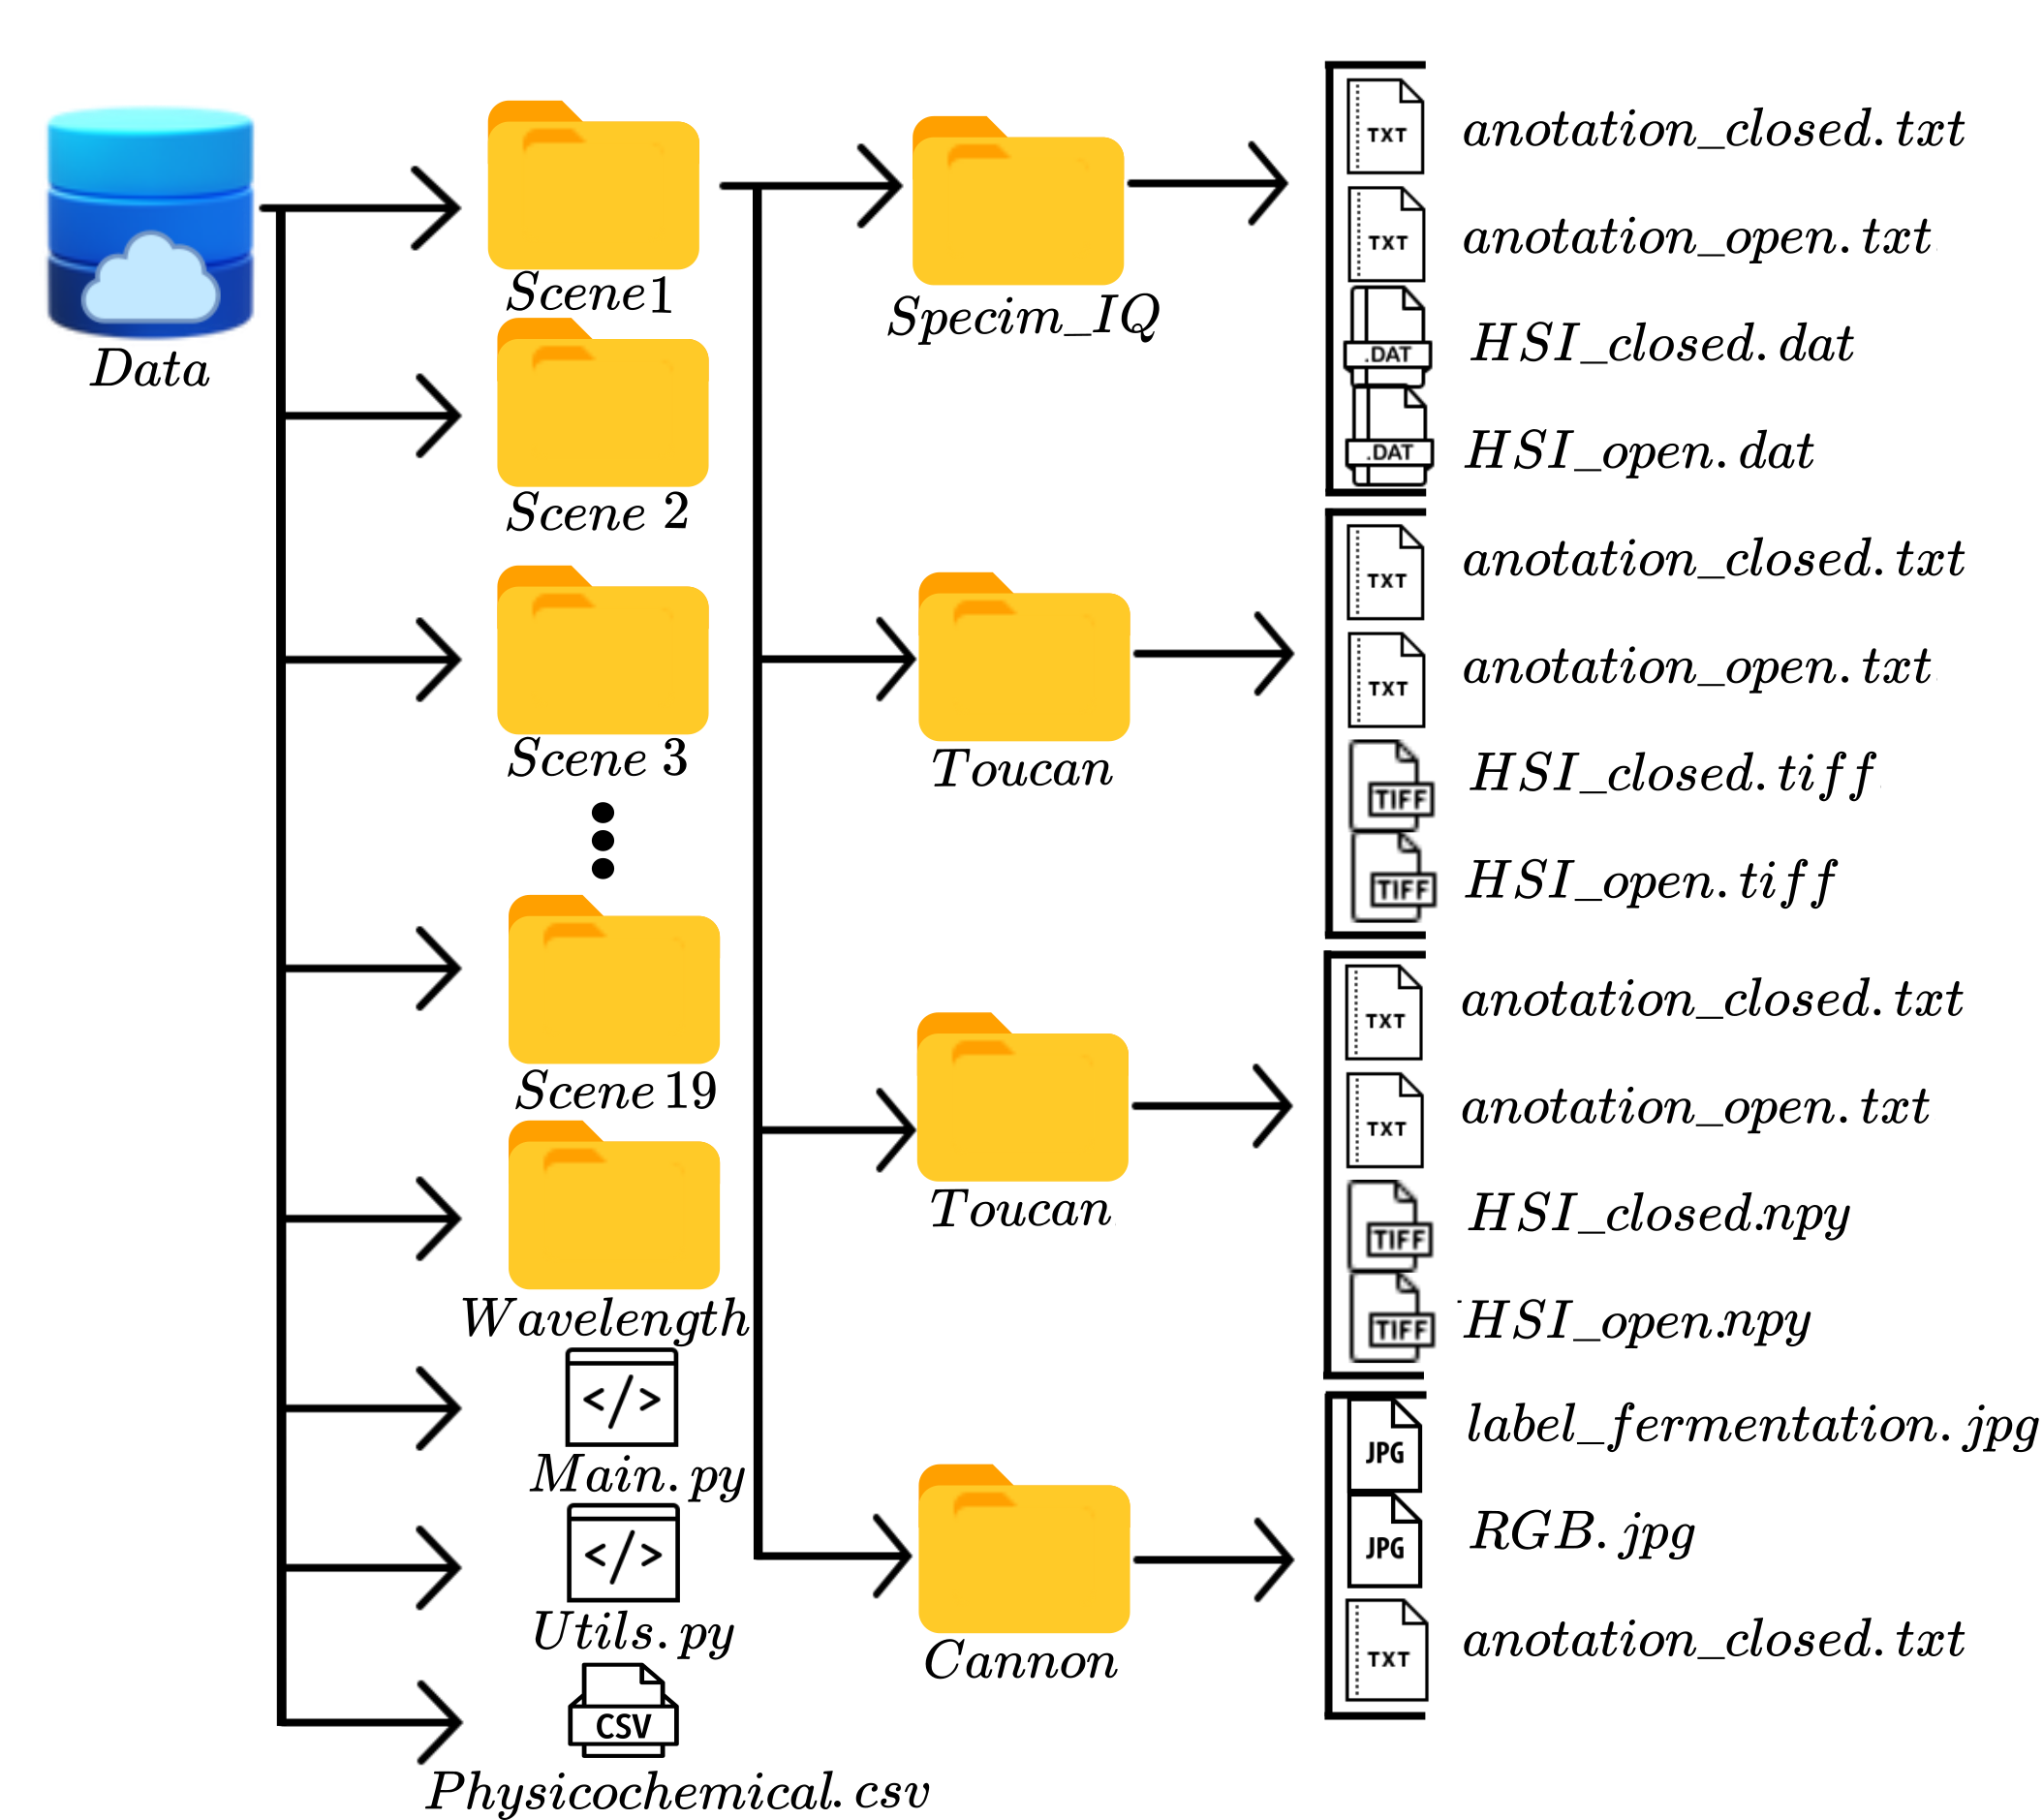 Data
Scene1
Scene 2
Scene 3
Scene 19
Wavelength
</>
Main.py
</>
Utils.py
CSV
Physicochemical.csv
Specim_IQ
Toucan
Toucan
Cannon
TXT anotation_closed.txt
TXT anotation_open.txt
.DAT HSI_closed.dat
.DAT HSI_open.dat
TXT anotation_closed.txt
TXT anotation_open.txt
TIFF HSI_closed.tiff
TIFF HSI_open.tiff
TXT anotation_closed.txt
TXT anotation_open.txt
TIFF HSI_closed.npy
TIFF HSI_open.npy
JPG label_fermentation.jpg
JPG RGB.jpg
TXT anotation_closed.txt